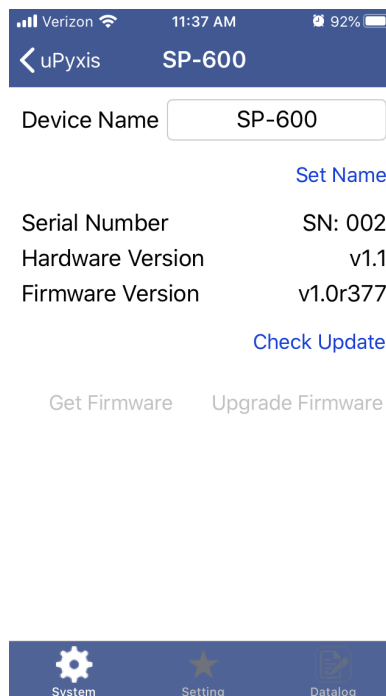 Verizon 11:37 AM 92%
uPyxis SP-600
Device Name SP-600
Set Name
Serial Number SN: 002
Hardware Version v1.1
Firmware Version v1.0r377
Check Update
Get Firmware Upgrade Firmware
System Setting Datalog